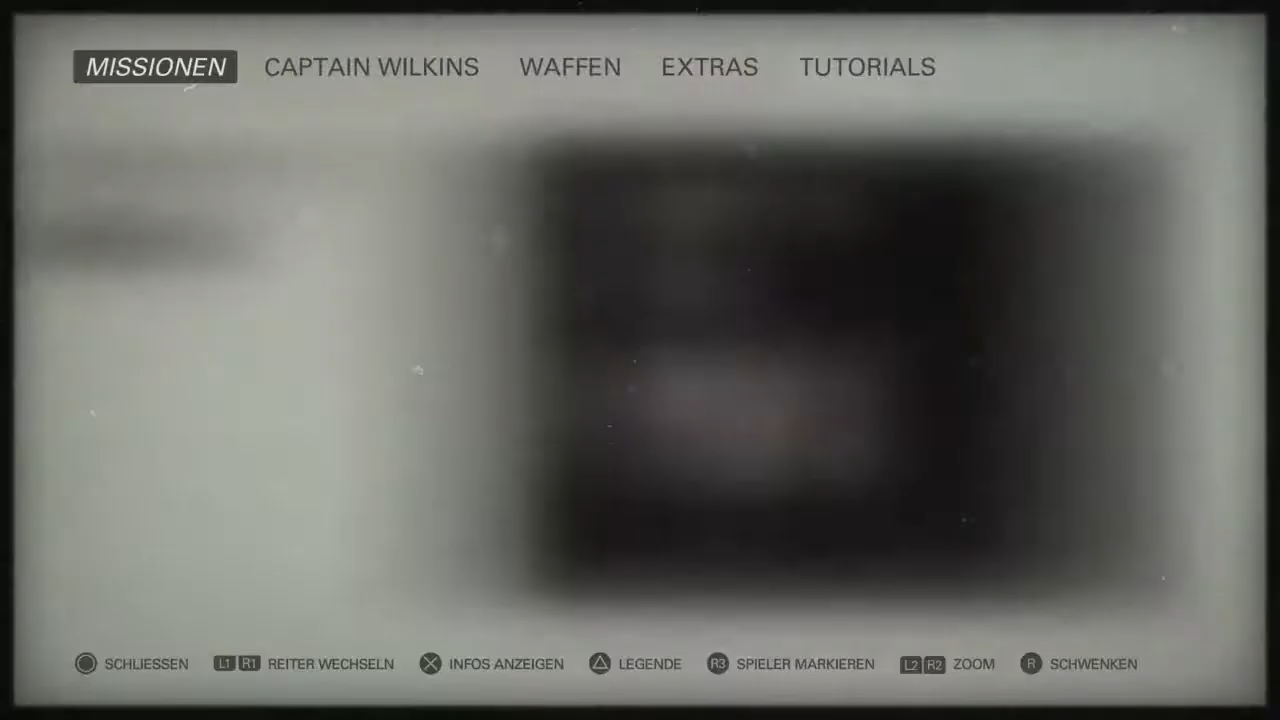 MISSIONEN CAPTAIN WILKINS WAFFEN EXTRAS TUTORIALS
SCHLIESSEN L1 R1 REITER WECHSELN INFOS ANZEIGEN LEGENDE R3 SPIELER MARKIEREN L2 R2 ZOOM R SCHWENKEN